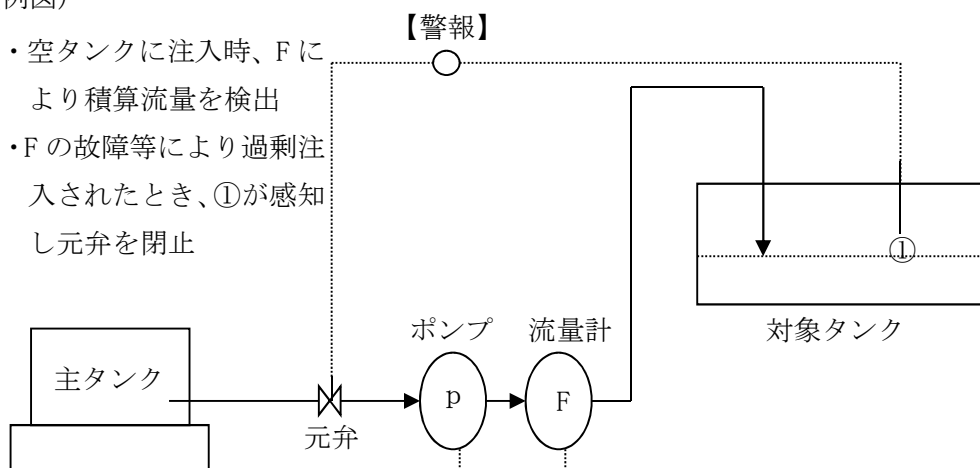 例図)
・空タンクに注入時、Fに
より積算流量を検出
・Fの故障等により過剰注
入されたとき、①が感知
し元弁を閉止
【警報】
①
対象タンク
ポンプ
流量計
主タンク
p
F
元弁